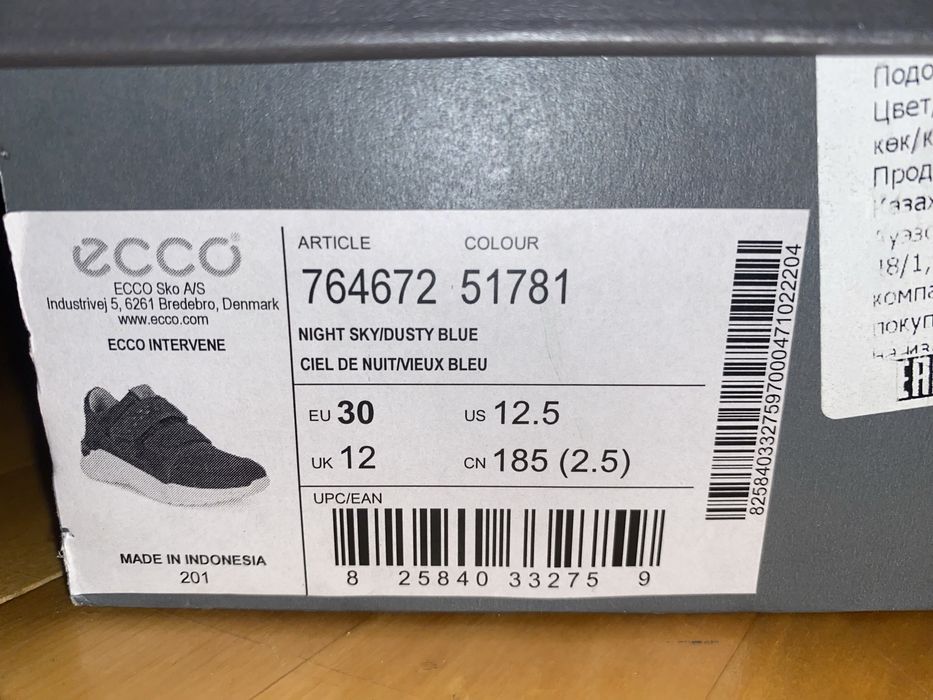 ecco
ECCO Sko A/S
Industrivej 5, 6261 Bredebro, Denmark
www.ecco.com
ECCO INTERVENE
MADE IN INDONESIA
201
ARTICLE COLOUR
764672 51781
NIGHT SKY/DUSTY BLUE
CIEL DE NUIT/VIEUX BLEU
EU 30 US 12.5
UK 12 CN 185 (2.5)
UPC/EAN
8 25840 33275 9
8258403327597000471022204
Подо
Цвет/
көк/к
Прод
Казах
18/1,
компа
покуп
EAC